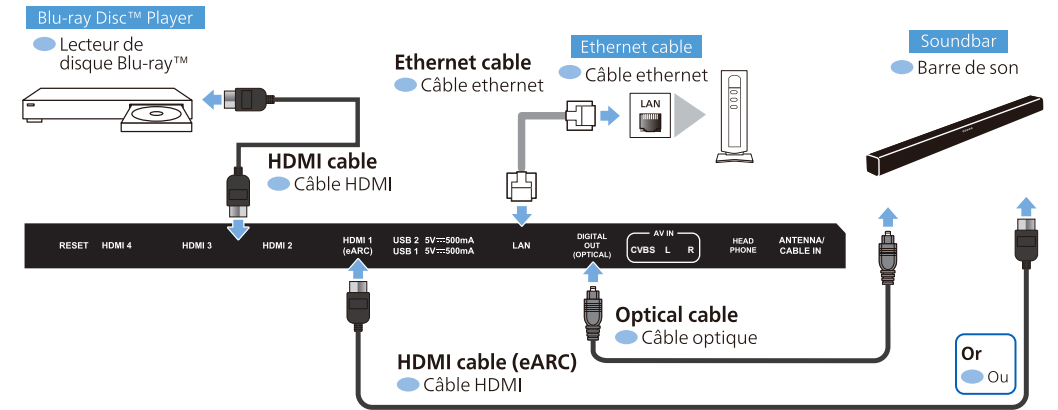 Blu-ray Disc™ Player
Lecteur de
disque Blu-ray™
HDMI cable
Câble HDMI
Ethernet cable
Câble ethernet
Ethernet cable
Câble ethernet
LAN
Soundbar
Barre de son
RESET
HDMI 4
HDMI 3
HDMI 2
HDMI 1
(eARC)
USB 2 5V⎓500mA
USB 1 5V⎓500mA
LAN
DIGITAL
OUT
(OPTICAL)
AV IN
CVBS L R
HEAD
PHONE
ANTENNA/
CABLE IN
Optical cable
Câble optique
HDMI cable (eARC)
Câble HDMI
Or
Ou